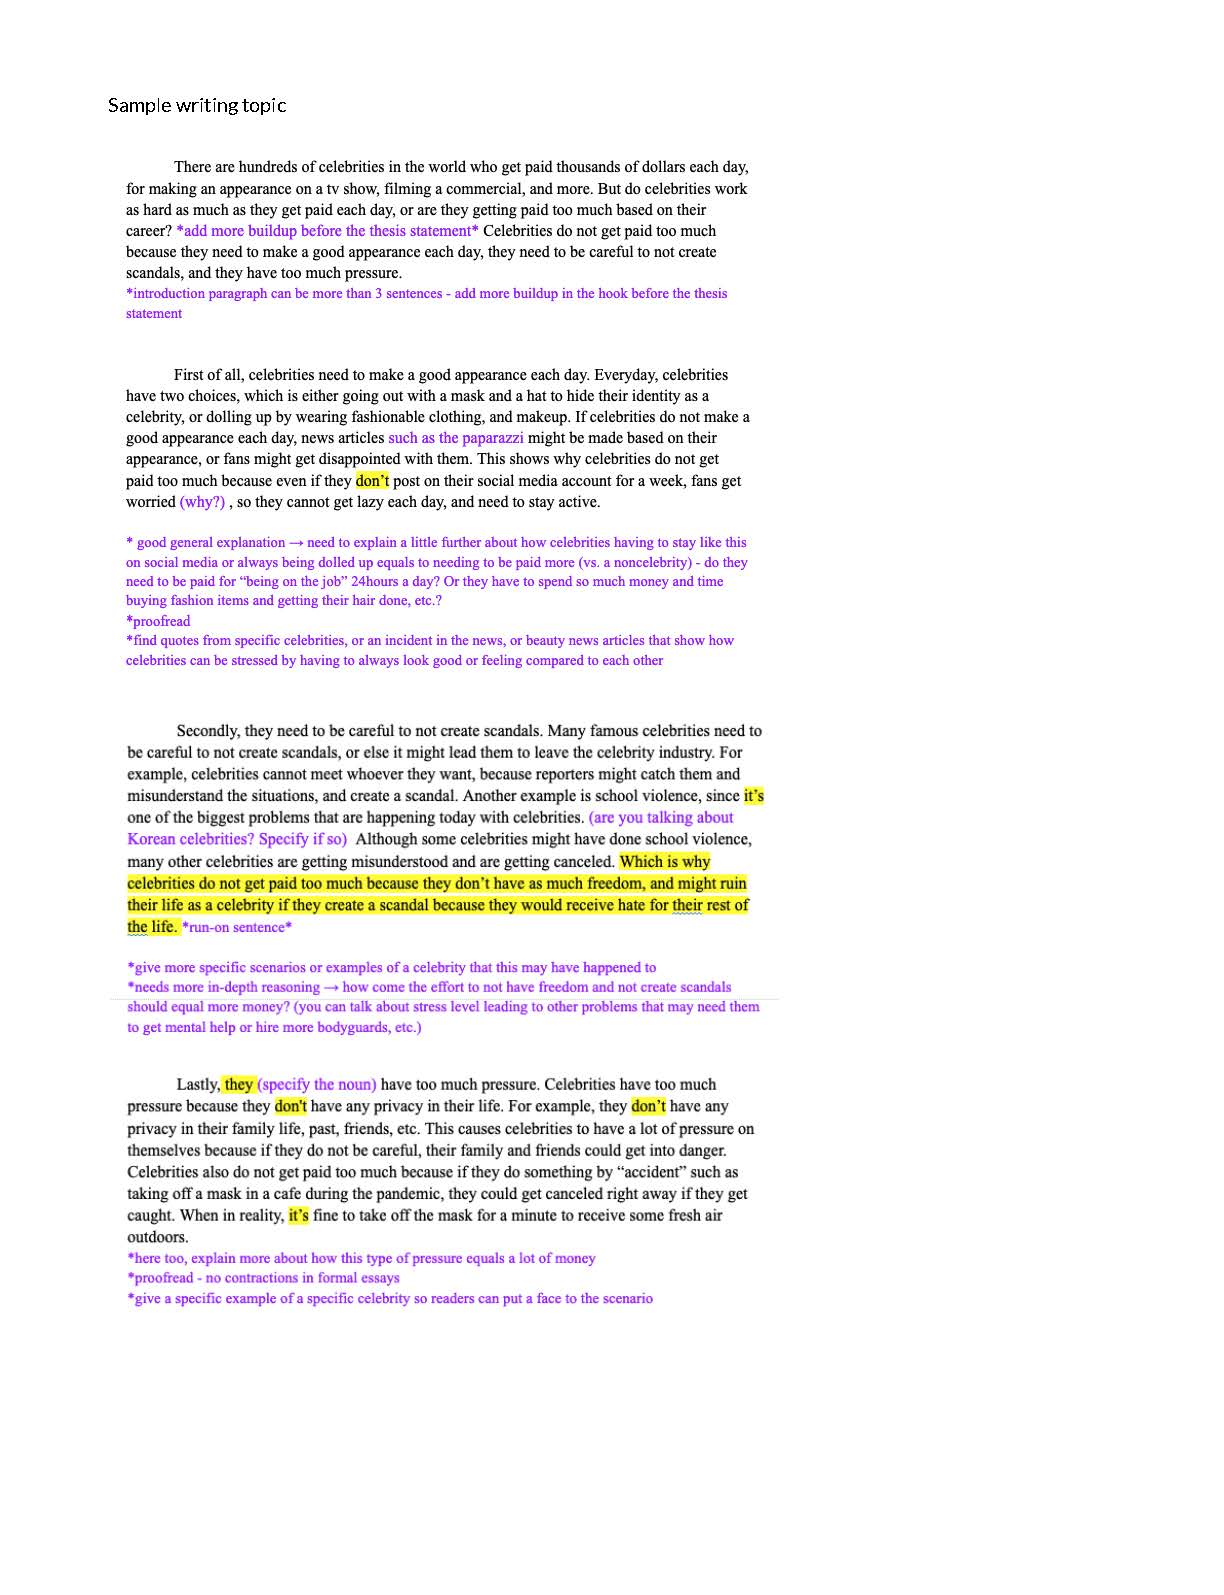 Sample writing topic
There are hundreds of celebrities in the world who get paid thousands of dollars each day,
for making an appearance on a tv show, filming a commercial, and more. But do celebrities work
as hard as much as they get paid each day, or are they getting paid too much based on their
career? *add more buildup before the thesis statement* Celebrities do not get paid too much
because they need to make a good appearance each day, they need to be careful to not create
scandals, and they have too much pressure.
*introduction paragraph can be more than 3 sentences - add more buildup in the hook before the thesis
statement
First of all, celebrities need to make a good appearance each day. Everyday, celebrities
have two choices, which is either going out with a mask and a hat to hide their identity as a
celebrity, or dolling up by wearing fashionable clothing, and makeup. If celebrities do not make a
good appearance each day, news articles such as the paparazzi might be made based on their
appearance, or fans might get disappointed with them. This shows why celebrities do not get
paid too much because even if they don’t post on their social media account for a week, fans get
worried (why?) , so they cannot get lazy each day, and need to stay active.
* good general explanation → need to explain a little further about how celebrities having to stay like this
on social media or always being dolled up equals to needing to be paid more (vs. a noncelebrity) - do they
need to be paid for “being on the job” 24hours a day? Or they have to spend so much money and time
buying fashion items and getting their hair done, etc.?
*proofread
*find quotes from specific celebrities, or an incident in the news, or beauty news articles that show how
celebrities can be stressed by having to always look good or feeling compared to each other
Secondly, they need to be careful to not create scandals. Many famous celebrities need to
be careful to not create scandals, or else it might lead them to leave the celebrity industry. For
example, celebrities cannot meet whoever they want, because reporters might catch them and
misunderstand the situations, and create a scandal. Another example is school violence, since it’s
one of the biggest problems that are happening today with celebrities. (are you talking about
Korean celebrities? Specify if so) Although some celebrities might have done school violence,
many other celebrities are getting misunderstood and are getting canceled. Which is why
celebrities do not get paid too much because they don’t have as much freedom, and might ruin
their life as a celebrity if they create a scandal because they would receive hate for their rest of
the life. *run-on sentence*
*give more specific scenarios or examples of a celebrity that this may have happened to
*needs more in-depth reasoning → how come the effort to not have freedom and not create scandals
should equal more money? (you can talk about stress level leading to other problems that may need them
to get mental help or hire more bodyguards, etc.)
Lastly, they (specify the noun) have too much pressure. Celebrities have too much
pressure because they don't have any privacy in their life. For example, they don’t have any
privacy in their family life, past, friends, etc. This causes celebrities to have a lot of pressure on
themselves because if they do not be careful, their family and friends could get into danger.
Celebrities also do not get paid too much because if they do something by “accident” such as
taking off a mask in a cafe during the pandemic, they could get canceled right away if they get
caught. When in reality, it’s fine to take off the mask for a minute to receive some fresh air
outdoors.
*here too, explain more about how this type of pressure equals a lot of money
*proofread - no contractions in formal essays
*give a specific example of a specific celebrity so readers can put a face to the scenario